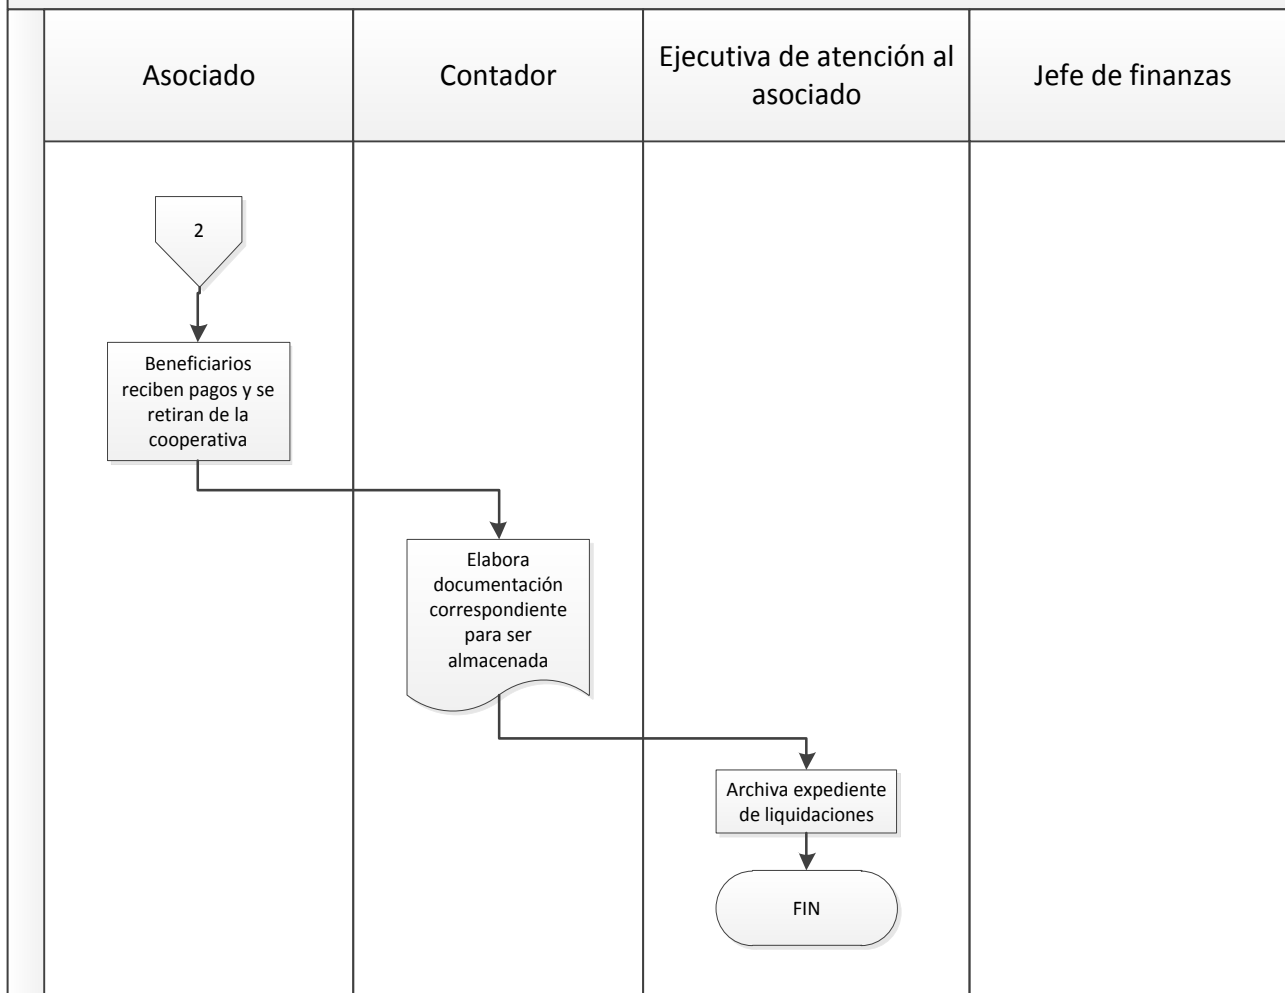 Asociado
Contador
Ejecutiva de atención al
asociado
Jefe de finanzas
2
Beneficiarios
reciben pagos y se
retiran de la
cooperativa
Elabora
documentación
correspondiente
para ser
almacenada
Archiva expediente
de liquidaciones
FIN